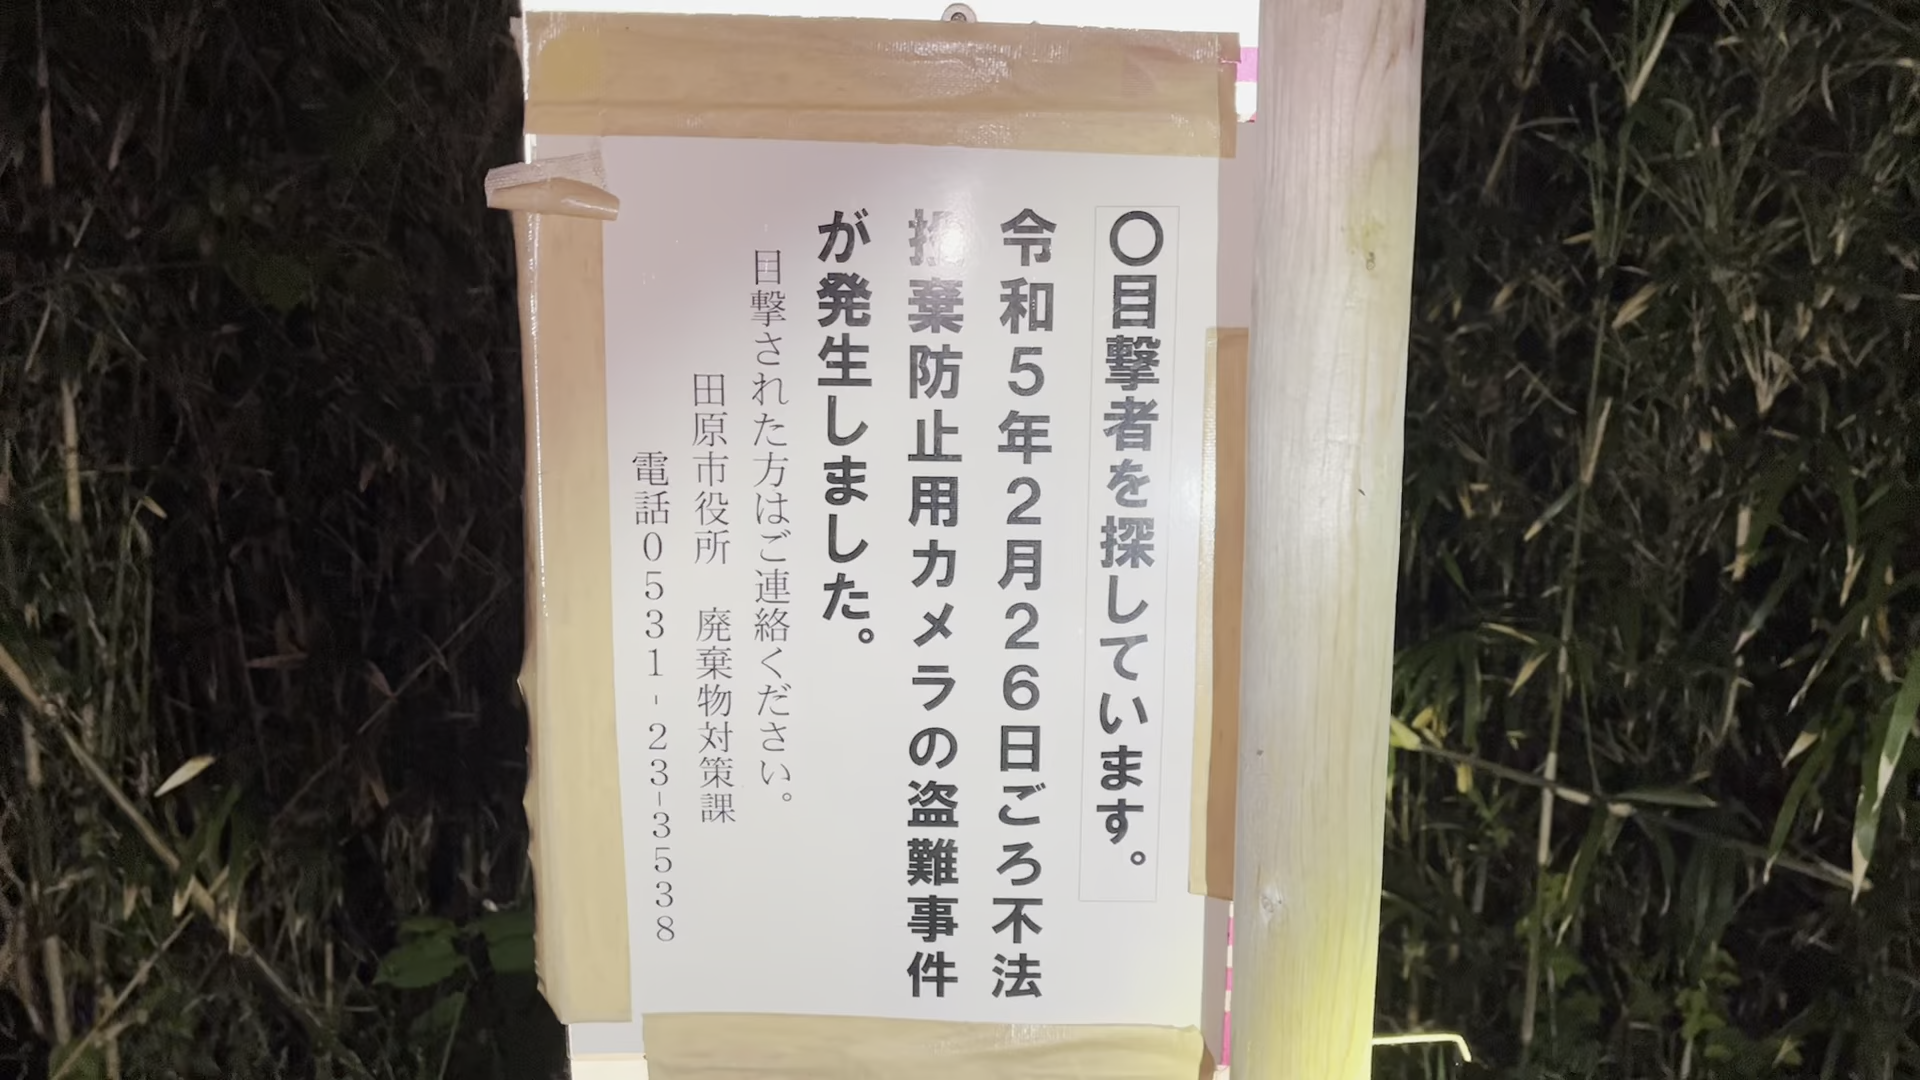 〇目撃者を探しています。
令和5年2月26日ごろ不法
投棄防止用カメラの盗難事件
が発生しました。
目撃された方はご連絡ください。
田原市役所　廃棄物対策課
電話0531-23-3538